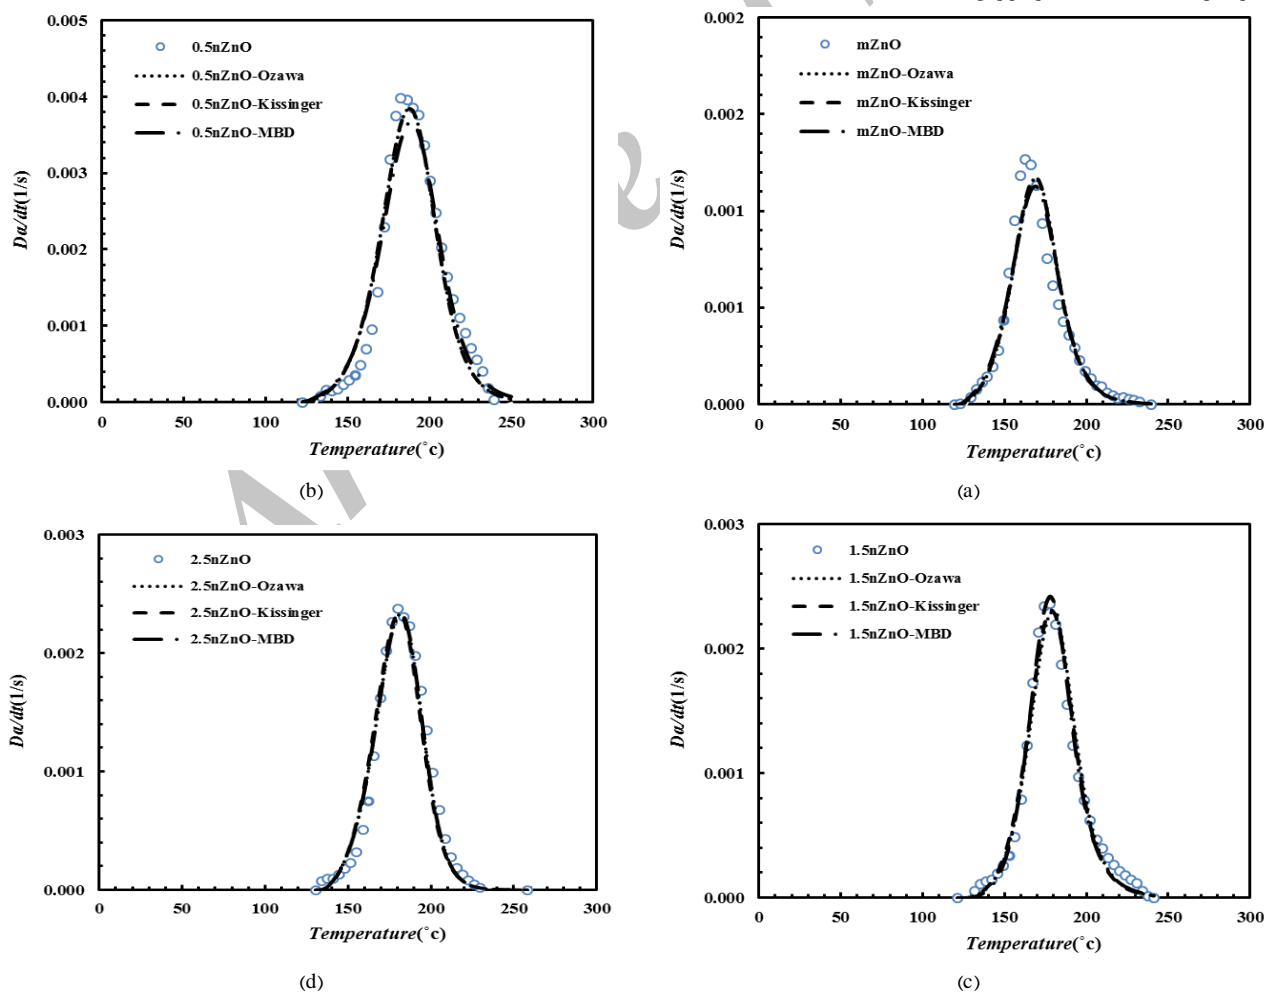 0.005
0.004
0.003
0.002
0.001
0.000
0 50 100 150 200 250 300
Da/dt(1/s)
Temperature(˚c)
0.5nZnO
0.5nZnO-Ozawa
0.5nZnO-Kissinger
0.5nZnO-MBD
(b)
0.002
0.002
0.001
0.001
0.000
0 50 100 150 200 250 300
Da/dt(1/s)
Temperature(˚c)
mZnO
mZnO-Ozawa
mZnO-Kissinger
mZnO-MBD
(a)
0.003
0.002
0.001
0.000
0 50 100 150 200 250 300
Da/dt(1/s)
Temperature(˚c)
2.5nZnO
2.5nZnO-Ozawa
2.5nZnO-Kissinger
2.5nZnO-MBD
(d)
0.003
0.002
0.001
0.000
0 50 100 150 200 250 300
Da/dt(1/s)
Temperature(˚c)
1.5nZnO
1.5nZnO-Ozawa
1.5nZnO-Kissinger
1.5nZnO-MBD
(c)